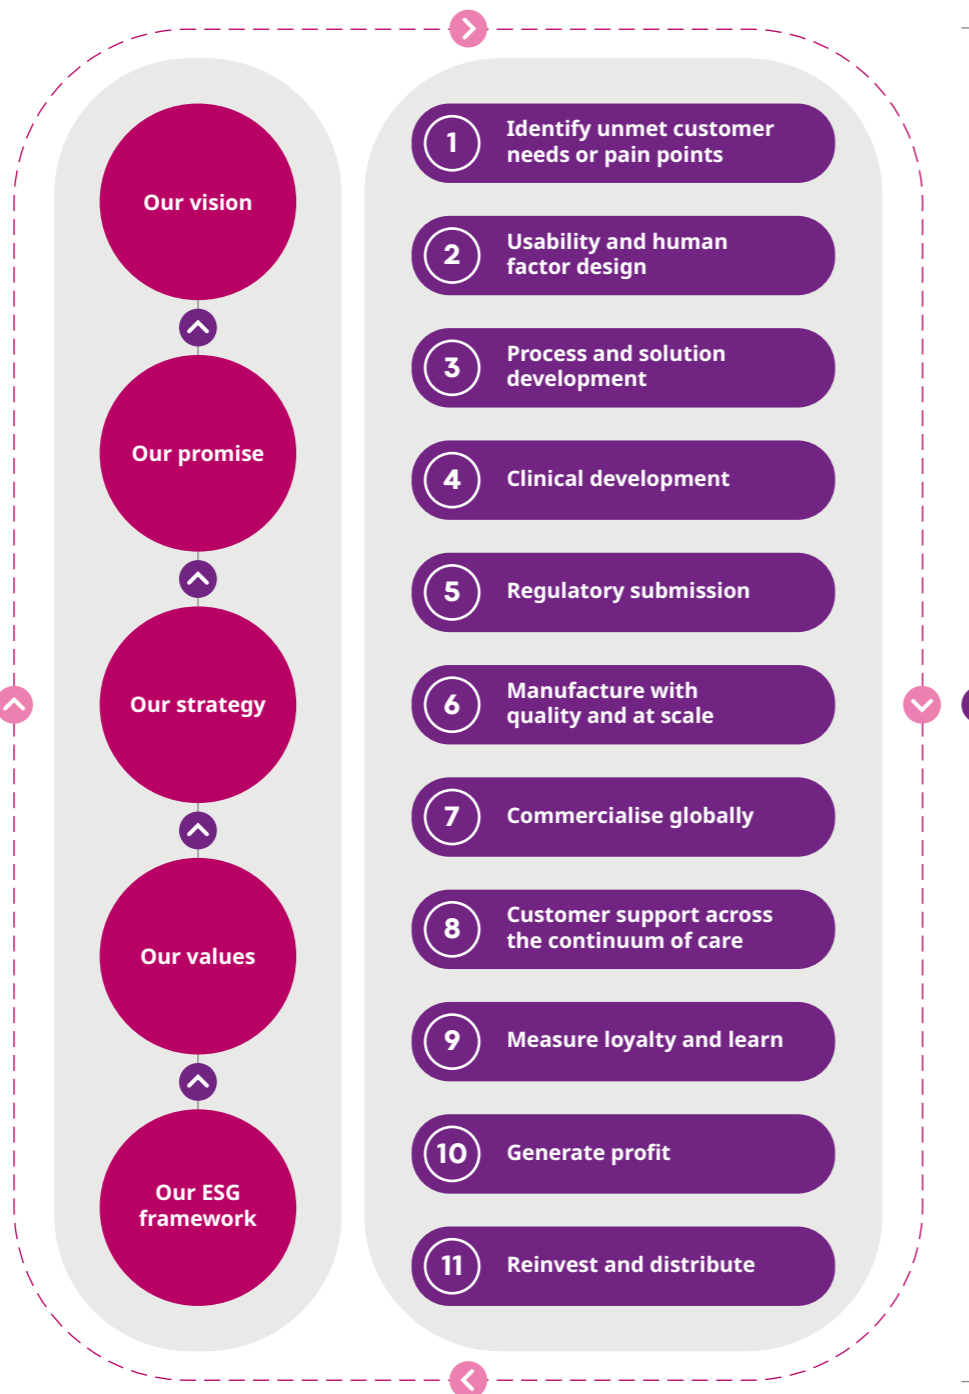 Our vision
Our promise
Our strategy
Our values
Our ESG
framework
1
Identify unmet customer
needs or pain points
2
Usability and human
factor design
3
Process and solution
development
4
Clinical development
5
Regulatory submission
6
Manufacture with
quality and at scale
7
Commercialise globally
8
Customer support across
the continuum of care
9
Measure loyalty and learn
10
Generate profit
11
Reinvest and distribute